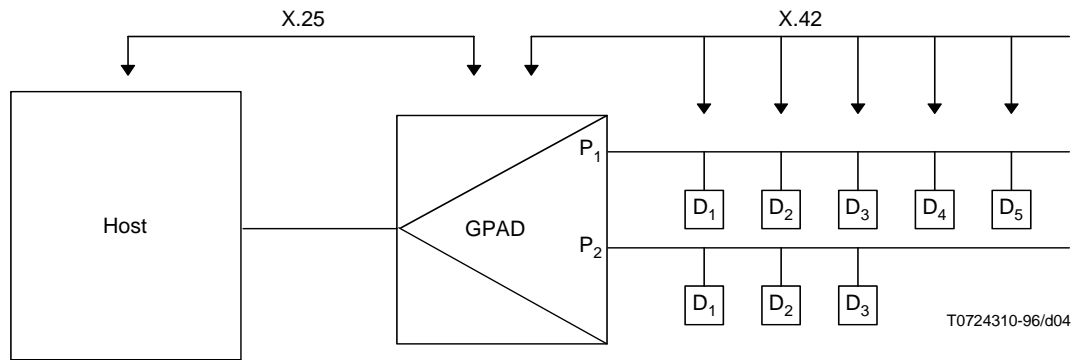 X.25 X.42
P₁
D₁ D₂ D₃ D₄ D₅
Host GPAD
P₂
D₁ D₂ D₃
T0724310-96/d04